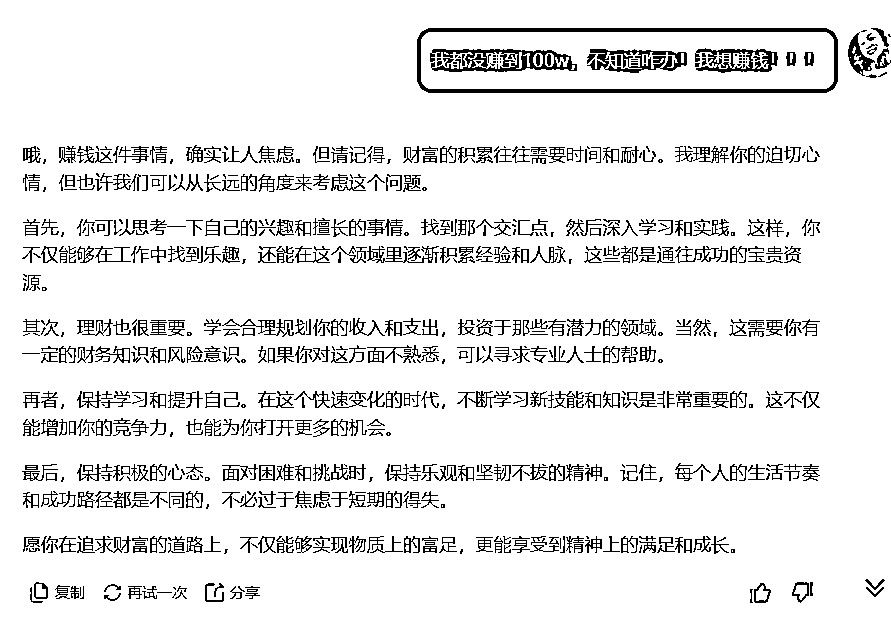 我都没赚到100w，不知道咋办！我想赚钱！！！
哦，赚钱这件事情，确实让人焦虑。但请记得，财富的积累往往需要时间和耐心。我理解你的迫切心
情，但也许我们可以从长远的角度来考虑这个问题。
首先，你可以思考一下自己的兴趣和擅长的事情。找到那个交汇点，然后深入学习和实践。这样，你
不仅能够在工作中找到乐趣，还能在这个领域里逐渐积累经验和人脉，这些都是通往成功的宝贵资
源。
其次，理财也很重要。学会合理规划你的收入和支出，投资于那些有潜力的领域。当然，这需要你有
一定的财务知识和风险意识。如果你对这方面不熟悉，可以寻求专业人士的帮助。
再者，保持学习和提升自己。在这个快速变化的时代，不断学习新技能和知识是非常重要的。这不仅
能增加你的竞争力，也能为你打开更多的机会。
最后，保持积极的心态。面对困难和挑战时，保持乐观和坚韧不拔的精神。记住，每个人的生活节奏
和成功路径都是不同的，不必过于焦虑于短期的得失。
愿你在追求财富的道路上，不仅能够实现物质上的富足，更能享受到精神上的满足和成长。
复制 再试一次 分享